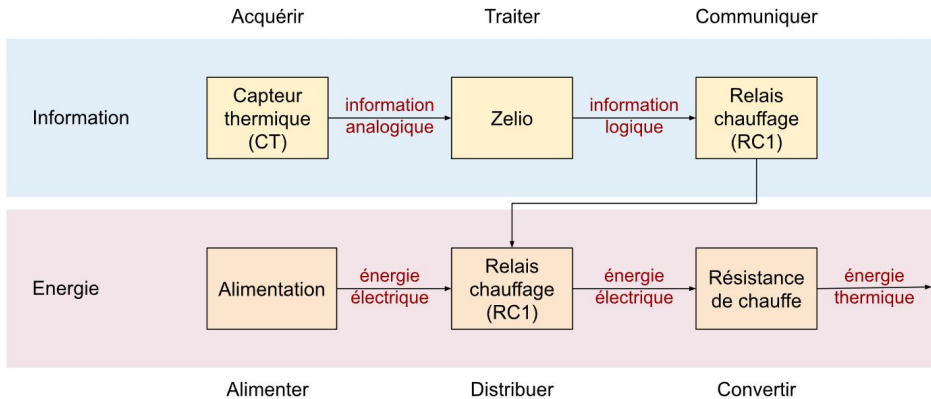 Acquérir
Traiter
Communiquer
Information
Capteur
thermique
(CT)
information
analogique
Zelio
information
logique
Relais
chauffage
(RC1)
Energie
Alimentation
énergie
électrique
Relais
chauffage
(RC1)
énergie
électrique
Résistance
de chauffe
énergie
thermique
Alimenter
Distribuer
Convertir